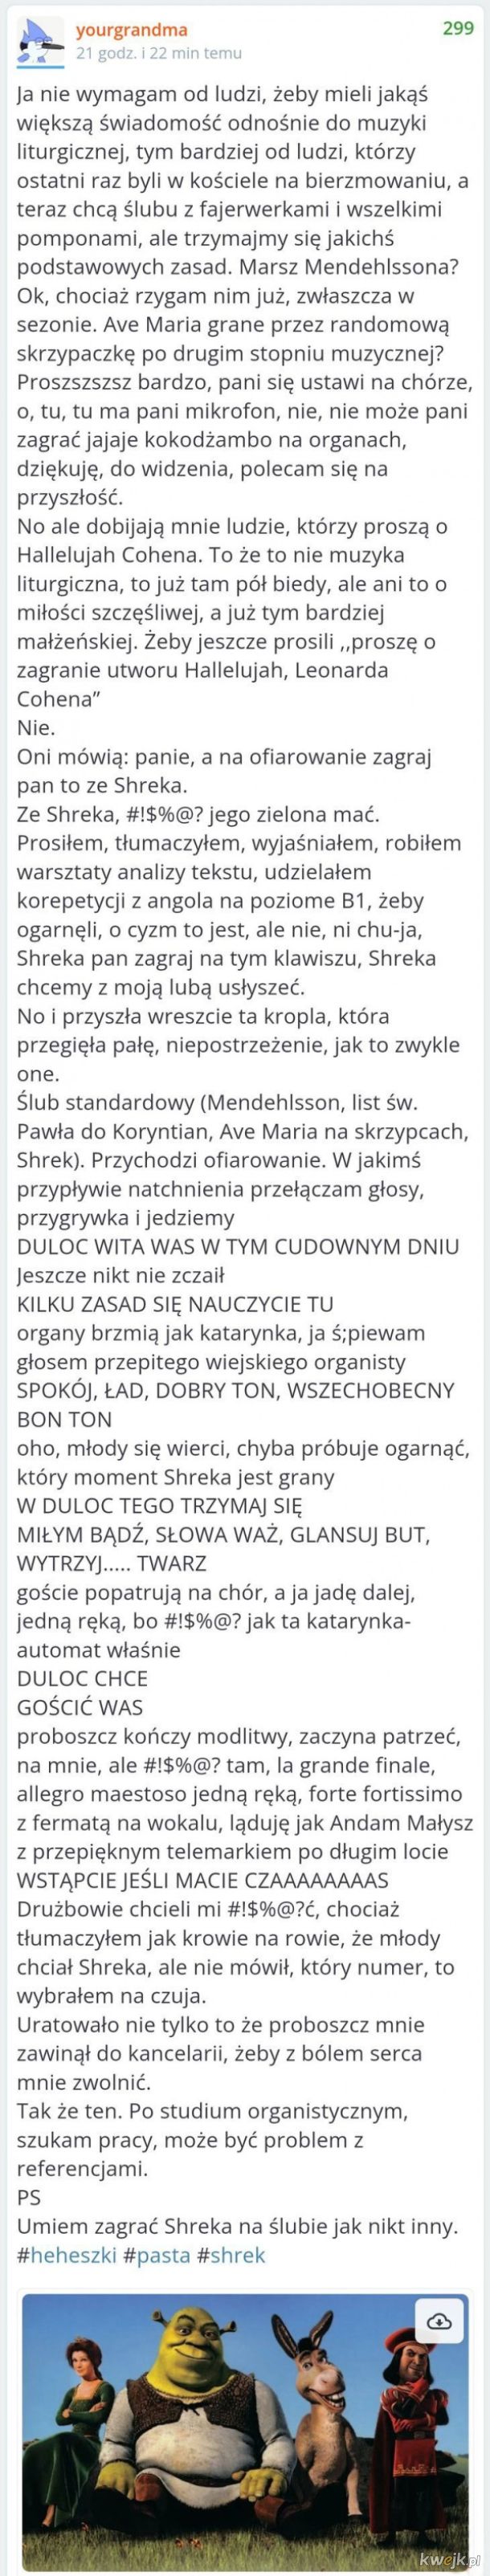 yourgrandma
299
21 godz. i 22 min temu
Ja nie wymagam od ludzi, żeby mieli jakąś
większą świadomość odnośnie do muzyki
liturgicznej, tym bardziej od ludzi, którzy
ostatni raz byli w kościele na bierzmowaniu, a
teraz chcą ślubu z fajerwerkami i wszelkimi
pomponami, ale trzymajmy się jakichś
podstawowych zasad. Marsz Mendehlssona?
Ok, chociaż rzygam nim już, zwłaszcza w
sezonie. Ave Maria grane przez randomową
skrzypaczkę po drugim stopniu muzycznej?
Proszszszsz bardzo, pani się ustawi na chórze,
o, tu, tu ma pani mikrofon, nie, nie może pani
zagrać jajaje kokodżambo na organach,
dziękuję, do widzenia, polecam się na
przyszłość.
No ale dobijają mnie ludzie, którzy proszą o
Hallelujah Cohena. To że to nie muzyka
liturgiczna, to już tam pół biedy, ale ani to o
miłości szczęśliwej, a już tym bardziej
małżeńskiej. Żeby jeszcze prosili ,,proszę o
zagranie utworu Hallelujah, Leonarda
Cohena”
Nie.
Oni mówią: panie, a na ofiarowanie zagraj
pan to ze Shreka.
Ze Shreka, #!$%@? jego zielona mać.
Prosiłem, tłumaczyłem, wyjaśniałem, robiłem
warsztaty analizy tekstu, udzielałem
korepetycji z angola na poziome B1, żeby
ogarnęli, o cyzm to jest, ale nie, ni chu-ja,
Shreka pan zagraj na tym klawiszu, Shreka
chcemy z moją lubą usłyszeć.
No i przyszła wreszcie ta kropla, która
przegięła pałę, niepostrzeżenie, jak to zwykle
one.
Ślub standardowy (Mendehlsson, list św.
Pawła do Koryntian, Ave Maria na skrzypcach,
Shrek). Przychodzi ofiarowanie. W jakimś
przypływie natchnienia przełączam głosy,
przygrywka i jedziemy
DULOC WITA WAS W TYM CUDOWNYM DNIU
Jeszcze nikt nie zczaił
KILKU ZASAD SIĘ NAUCZYCIE TU
organy brzmią jak katarynka, ja ś;piewam
głosem przepitego wiejskiego organisty
SPOKÓJ, ŁAD, DOBRY TON, WSZECHOBECNY
BON TON
oho, młody się wierci, chyba próbuje ogarnąć,
który moment Shreka jest grany
W DULOC TEGO TRZYMAJ SIĘ
MIŁYM BĄDŹ, SŁOWA WAŻ, GLANSUJ BUT,
WYTRZYJ..... TWARZ
goście popatrują na chór, a ja jadę dalej,
jedną ręką, bo #!$%@? jak ta katarynka-
automat właśnie
DULOC CHCE
GOŚCIĆ WAS
proboszcz kończy modlitwy, zaczyna patrzeć,
na mnie, ale #!$%@? tam, la grande finale,
allegro maestoso jedną ręką, forte fortissimo
z fermatą na wokalu, ląduję jak Andam Małysz
z przepięknym telemarkiem po długim locie
WSTĄPCIE JEŚLI MACIE CZAAAAAAAAS
Drużbowie chcieli mi #!$%@?ć, chociaż
tłumaczyłem jak krowie na rowie, że młody
chciał Shreka, ale nie mówił, który numer, to
wybrałem na czuja.
Uratowało nie tylko to że proboszcz mnie
zawinął do kancelarii, żeby z bólem serca
mnie zwolnić.
Tak że ten. Po studium organistycznym,
szukam pracy, może być problem z
referencjami.
PS
Umiem zagrać Shreka na ślubie jak nikt inny.
#heheszki #pasta #shrek
kwejk.pl